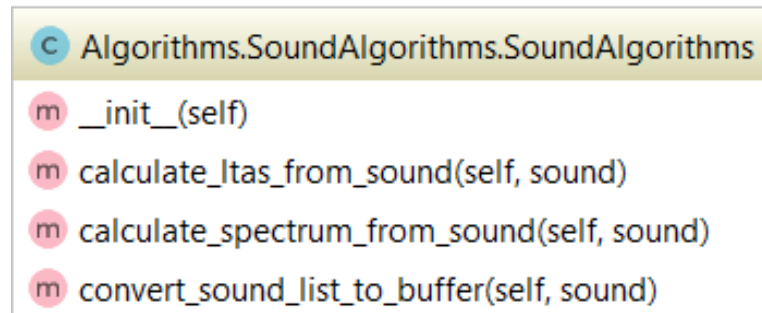 C Algorithms.SoundAlgorithms.SoundAlgorithms
m __init__(self)
m calculate_ltas_from_sound(self, sound)
m calculate_spectrum_from_sound(self, sound)
m convert_sound_list_to_buffer(self, sound)